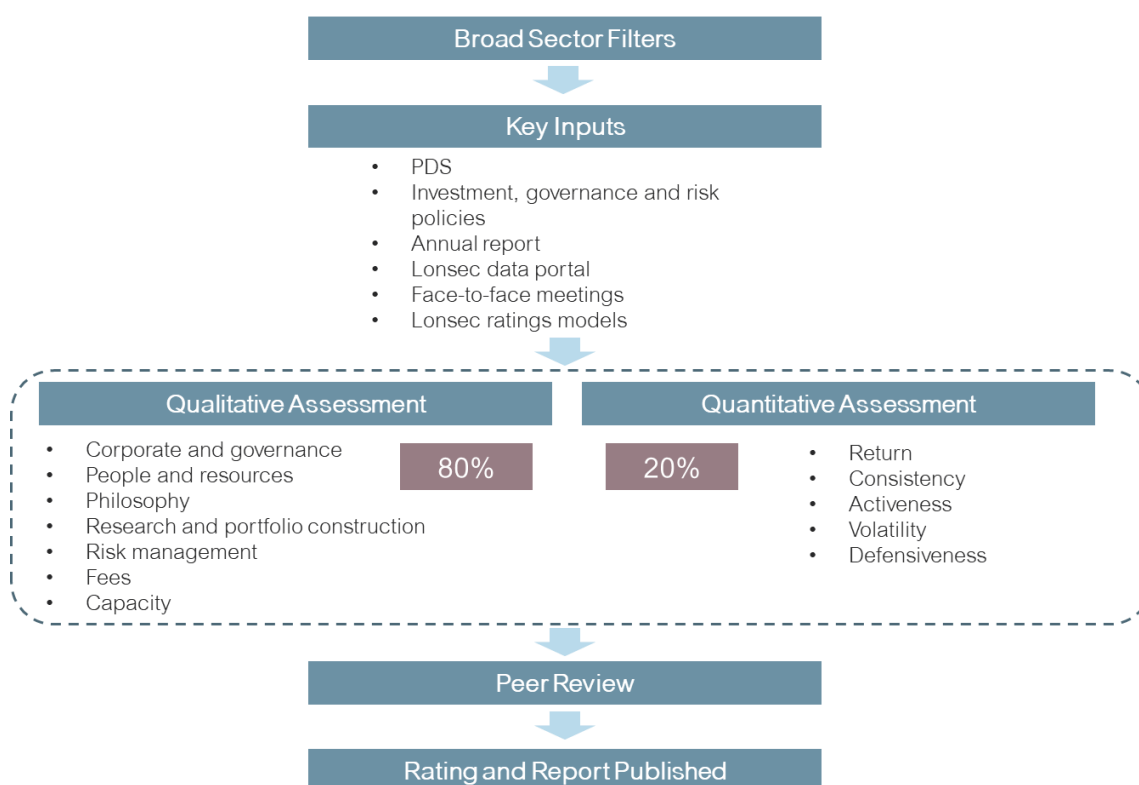 Broad Sector Filters
Key Inputs
• PDS
• Investment, governance and risk
policies
• Annual report
• Lonsec data portal
• Face-to-face meetings
• Lonsec ratings models
Qualitative Assessment
• Corporate and governance
• People and resources
• Philosophy
• Research and portfolio construction
• Risk management
• Fees
• Capacity
80%
Quantitative Assessment
20%
• Return
• Consistency
• Activeness
• Volatility
• Defensiveness
Peer Review
Rating and Report Published